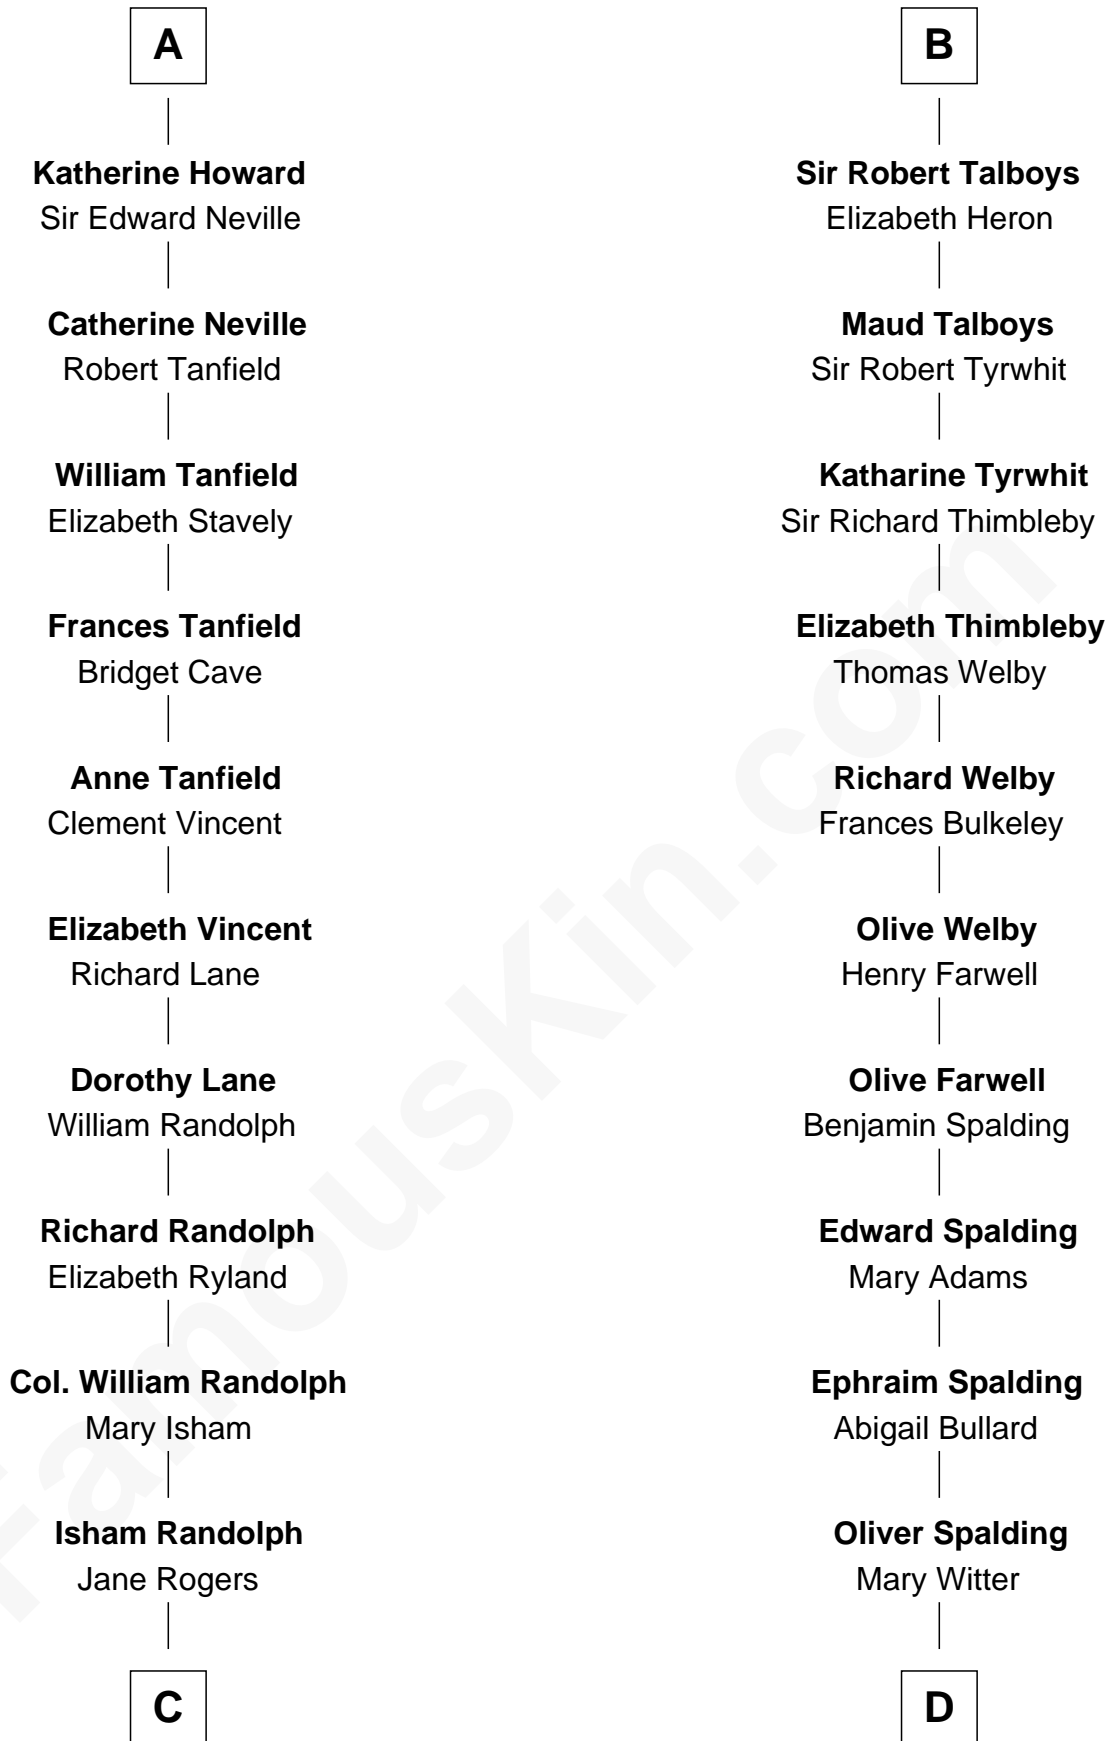 A
Katherine Howard
Sir Edward Neville
Catherine Neville
Robert Tanfield
William Tanfield
Elizabeth Stavely
Frances Tanfield
Bridget Cave
Anne Tanfield
Clement Vincent
Elizabeth Vincent
Richard Lane
Dorothy Lane
William Randolph
Richard Randolph
Elizabeth Ryland
Col. William Randolph
Mary Isham
Isham Randolph
Jane Rogers
C
B
Sir Robert Talboys
Elizabeth Heron
Maud Talboys
Sir Robert Tyrwhit
Katharine Tyrwhit
Sir Richard Thimbleby
Elizabeth Thimbleby
Thomas Welby
Richard Welby
Frances Bulkeley
Olive Welby
Henry Farwell
Olive Farwell
Benjamin Spalding
Edward Spalding
Mary Adams
Ephraim Spalding
Abigail Bullard
Oliver Spalding
Mary Witter
D
FamousKin.com